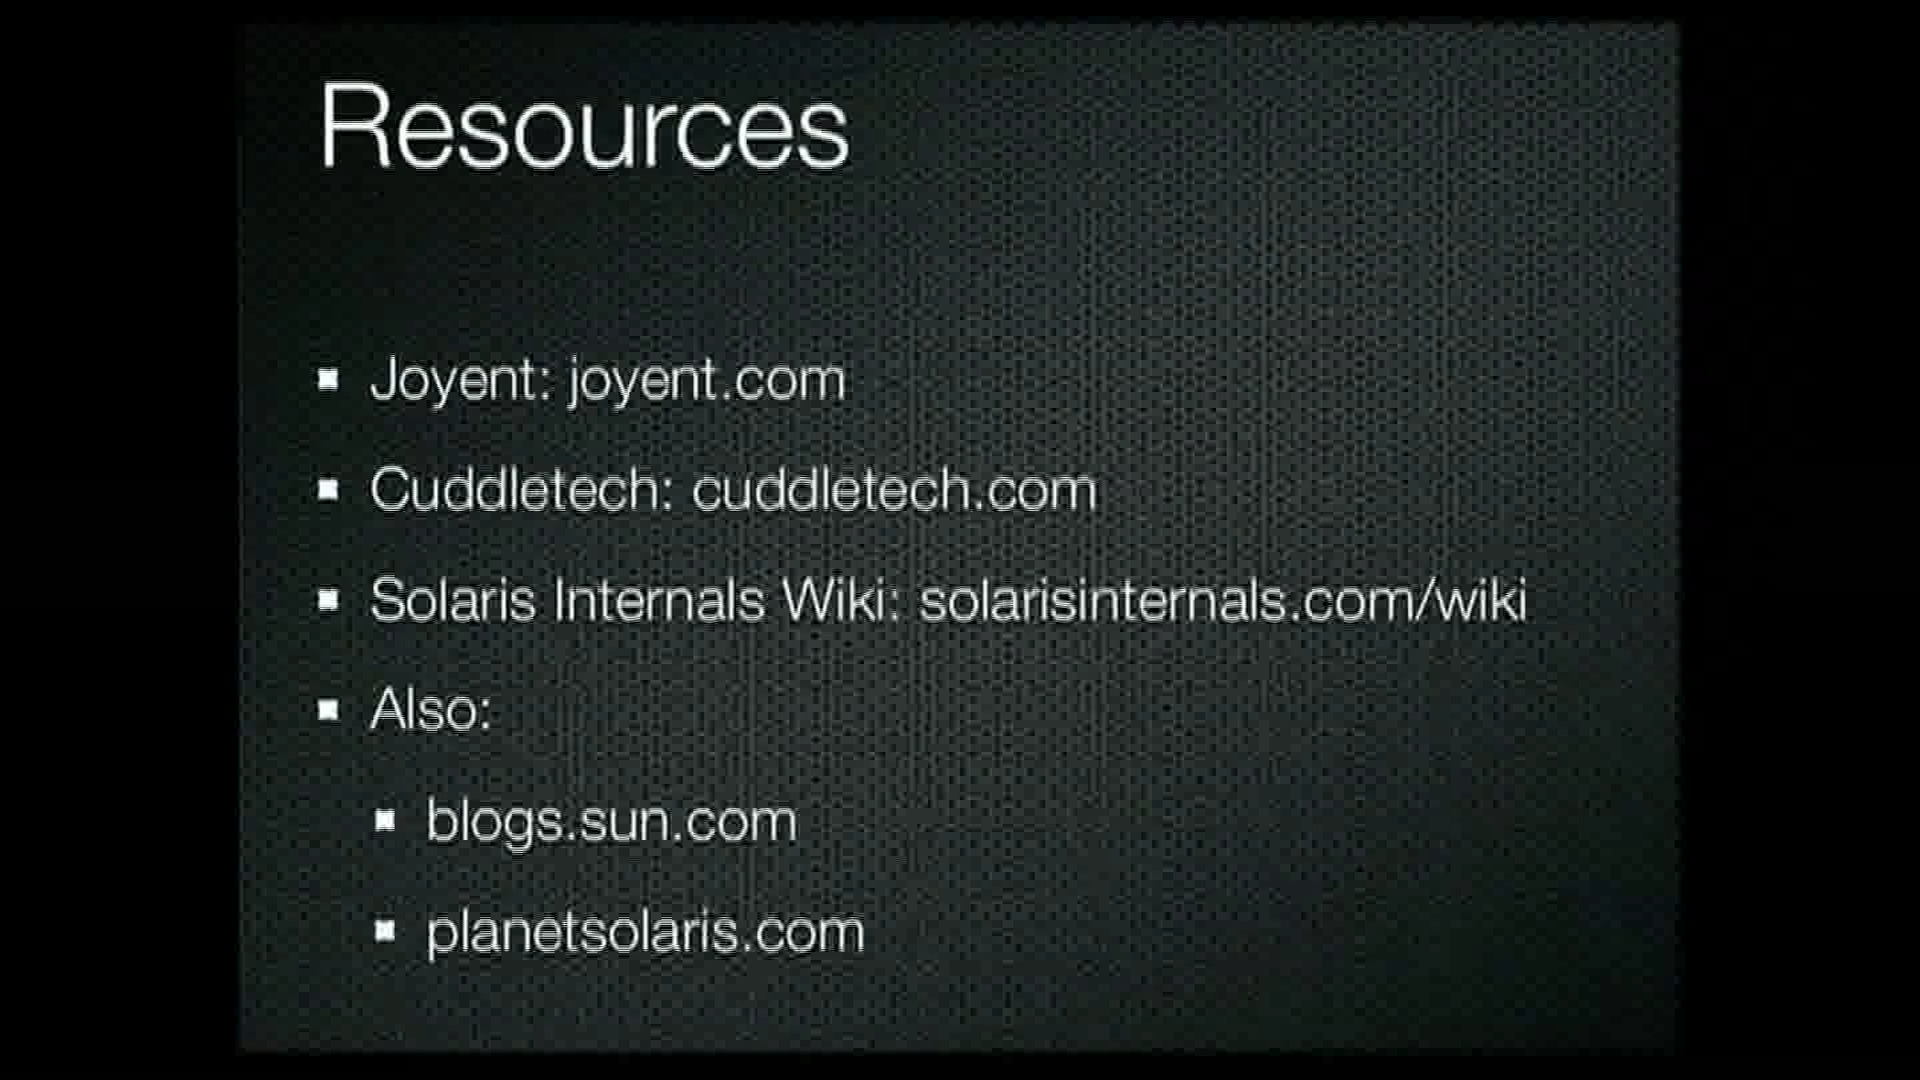 Resources
Joyent: joyent.com
Cuddletech: cuddletech.com
Solaris Internals Wiki: solarisinternals.com/wiki
Also:
blogs.sun.com
planetsolaris.com